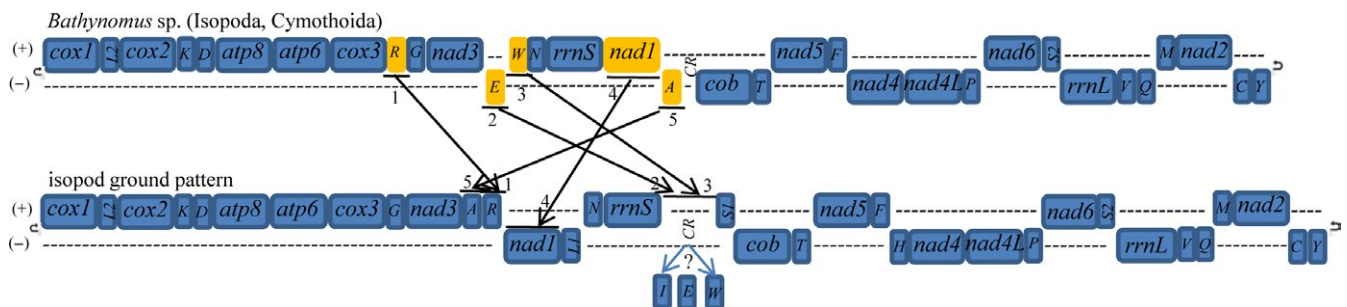 Bathynomus sp. (Isopoda, Cymothoida)
(+) cox1 L2 cox2 K D atp8 atp6 cox3 R G nad3 W N rrnS nad1 CR nad5 F nad6 S2 M nad2
(−) E A cob T nad4 nad4L P rrnL V Q C Y
1 2 3 4 5
isopod ground pattern
5 1 4 2 3
(+) cox1 L2 cox2 K D atp8 atp6 cox3 G nad3 A R N rrnS CR S1 nad5 F nad6 S2 M nad2
(−) nad1 L1 cob T H nad4 nad4L P rrnL V Q C Y
?
I E W